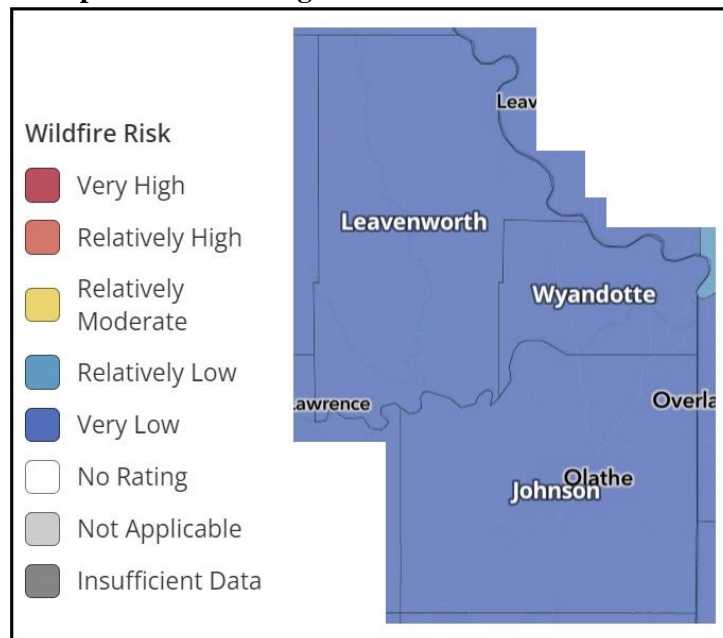 Wildfire Risk
Very High
Relatively High
Relatively
Moderate
Relatively Low
Very Low
No Rating
Not Applicable
Insufficient Data
Leav
Leavenworth
Wyandotte
Lawrence
Overla
Olathe
Johnson